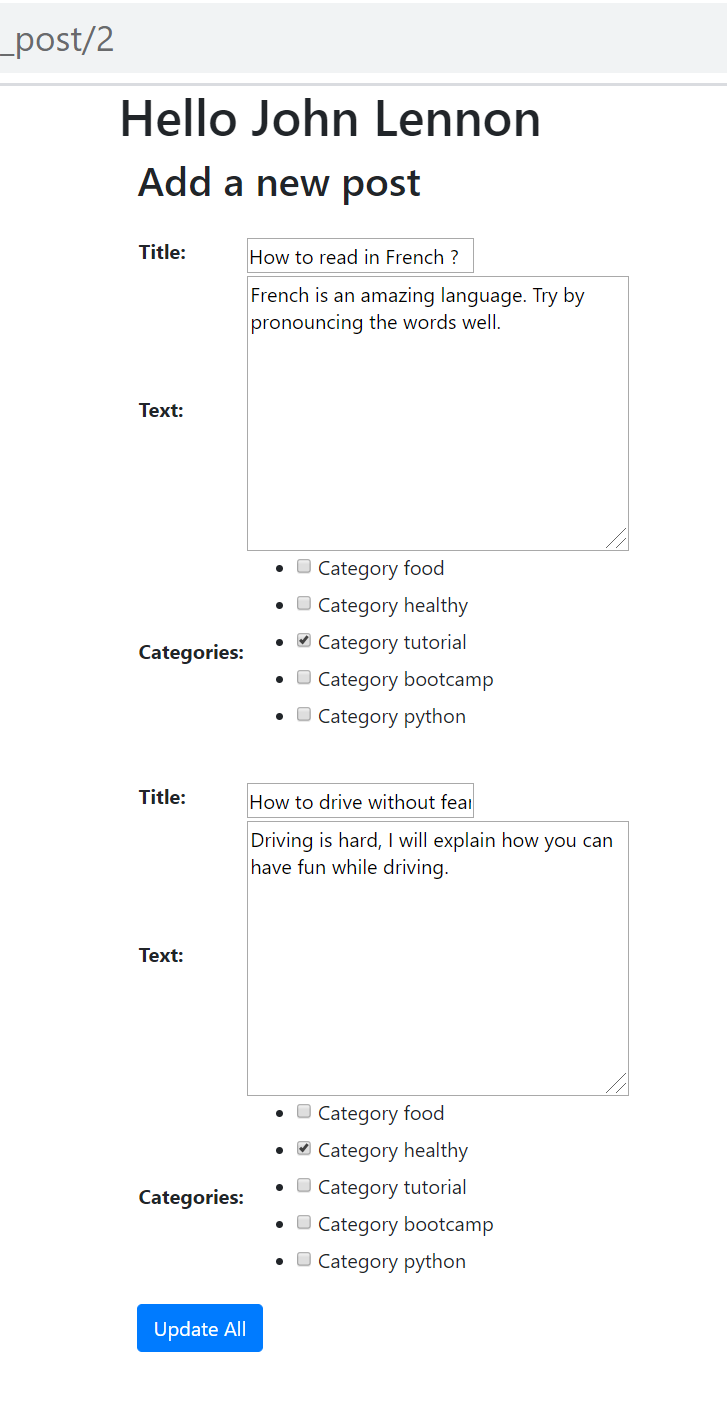 _post/2
Hello John Lennon
Add a new post
Title:
How to read in French ?
French is an amazing language. Try by
pronouncing the words well.
Text:
Category food
Category healthy
Category tutorial
Categories:
Category bootcamp
Category python
Title:
How to drive without fear
Driving is hard, I will explain how you can
have fun while driving.
Text:
Category food
Category healthy
Category tutorial
Categories:
Category bootcamp
Category python
Update All